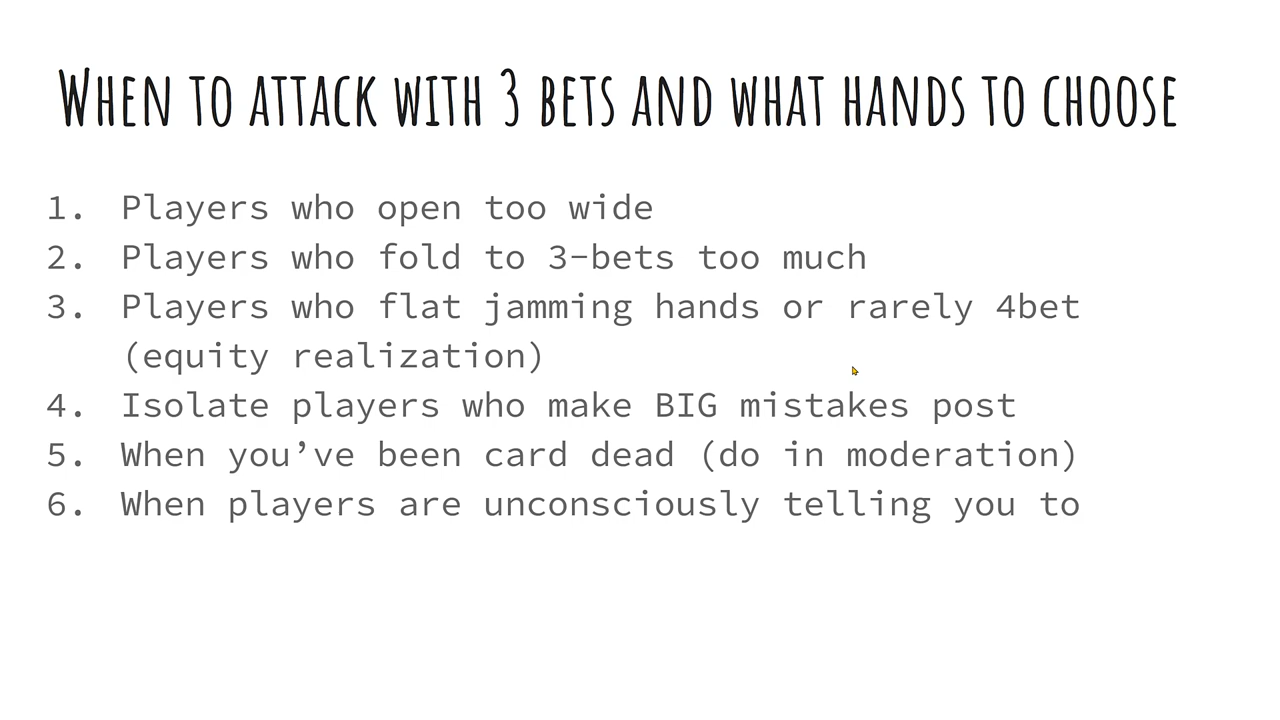 When to attack with 3 bets and what hands to choose
1. Players who open too wide
2. Players who fold to 3-bets too much
3. Players who flat jamming hands or rarely 4bet
(equity realization)
4. Isolate players who make BIG mistakes post
5. When you’ve been card dead (do in moderation)
6. When players are unconsciously telling you to